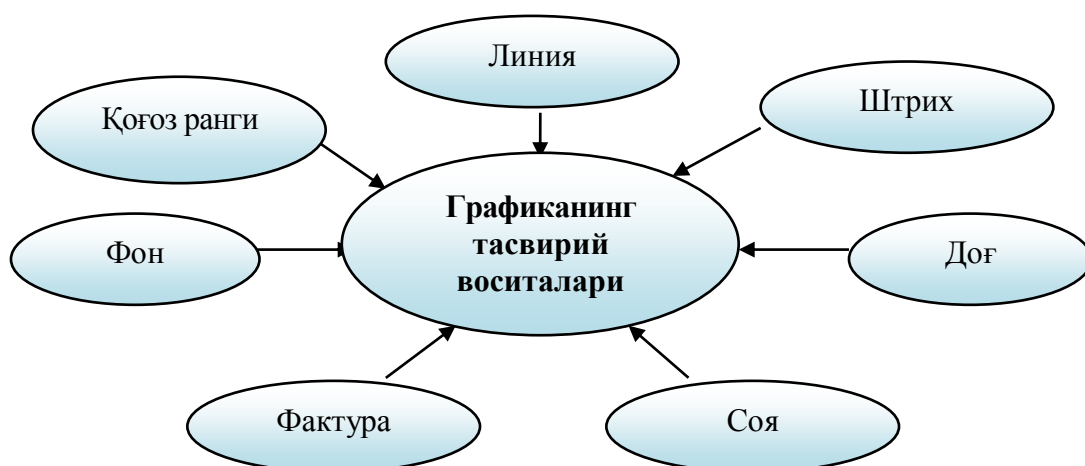 Линия
Штрих
Қоғоз ранги
Графиканинг
тасвирий
воситалари
Фон
Доғ
Фактура
Соя